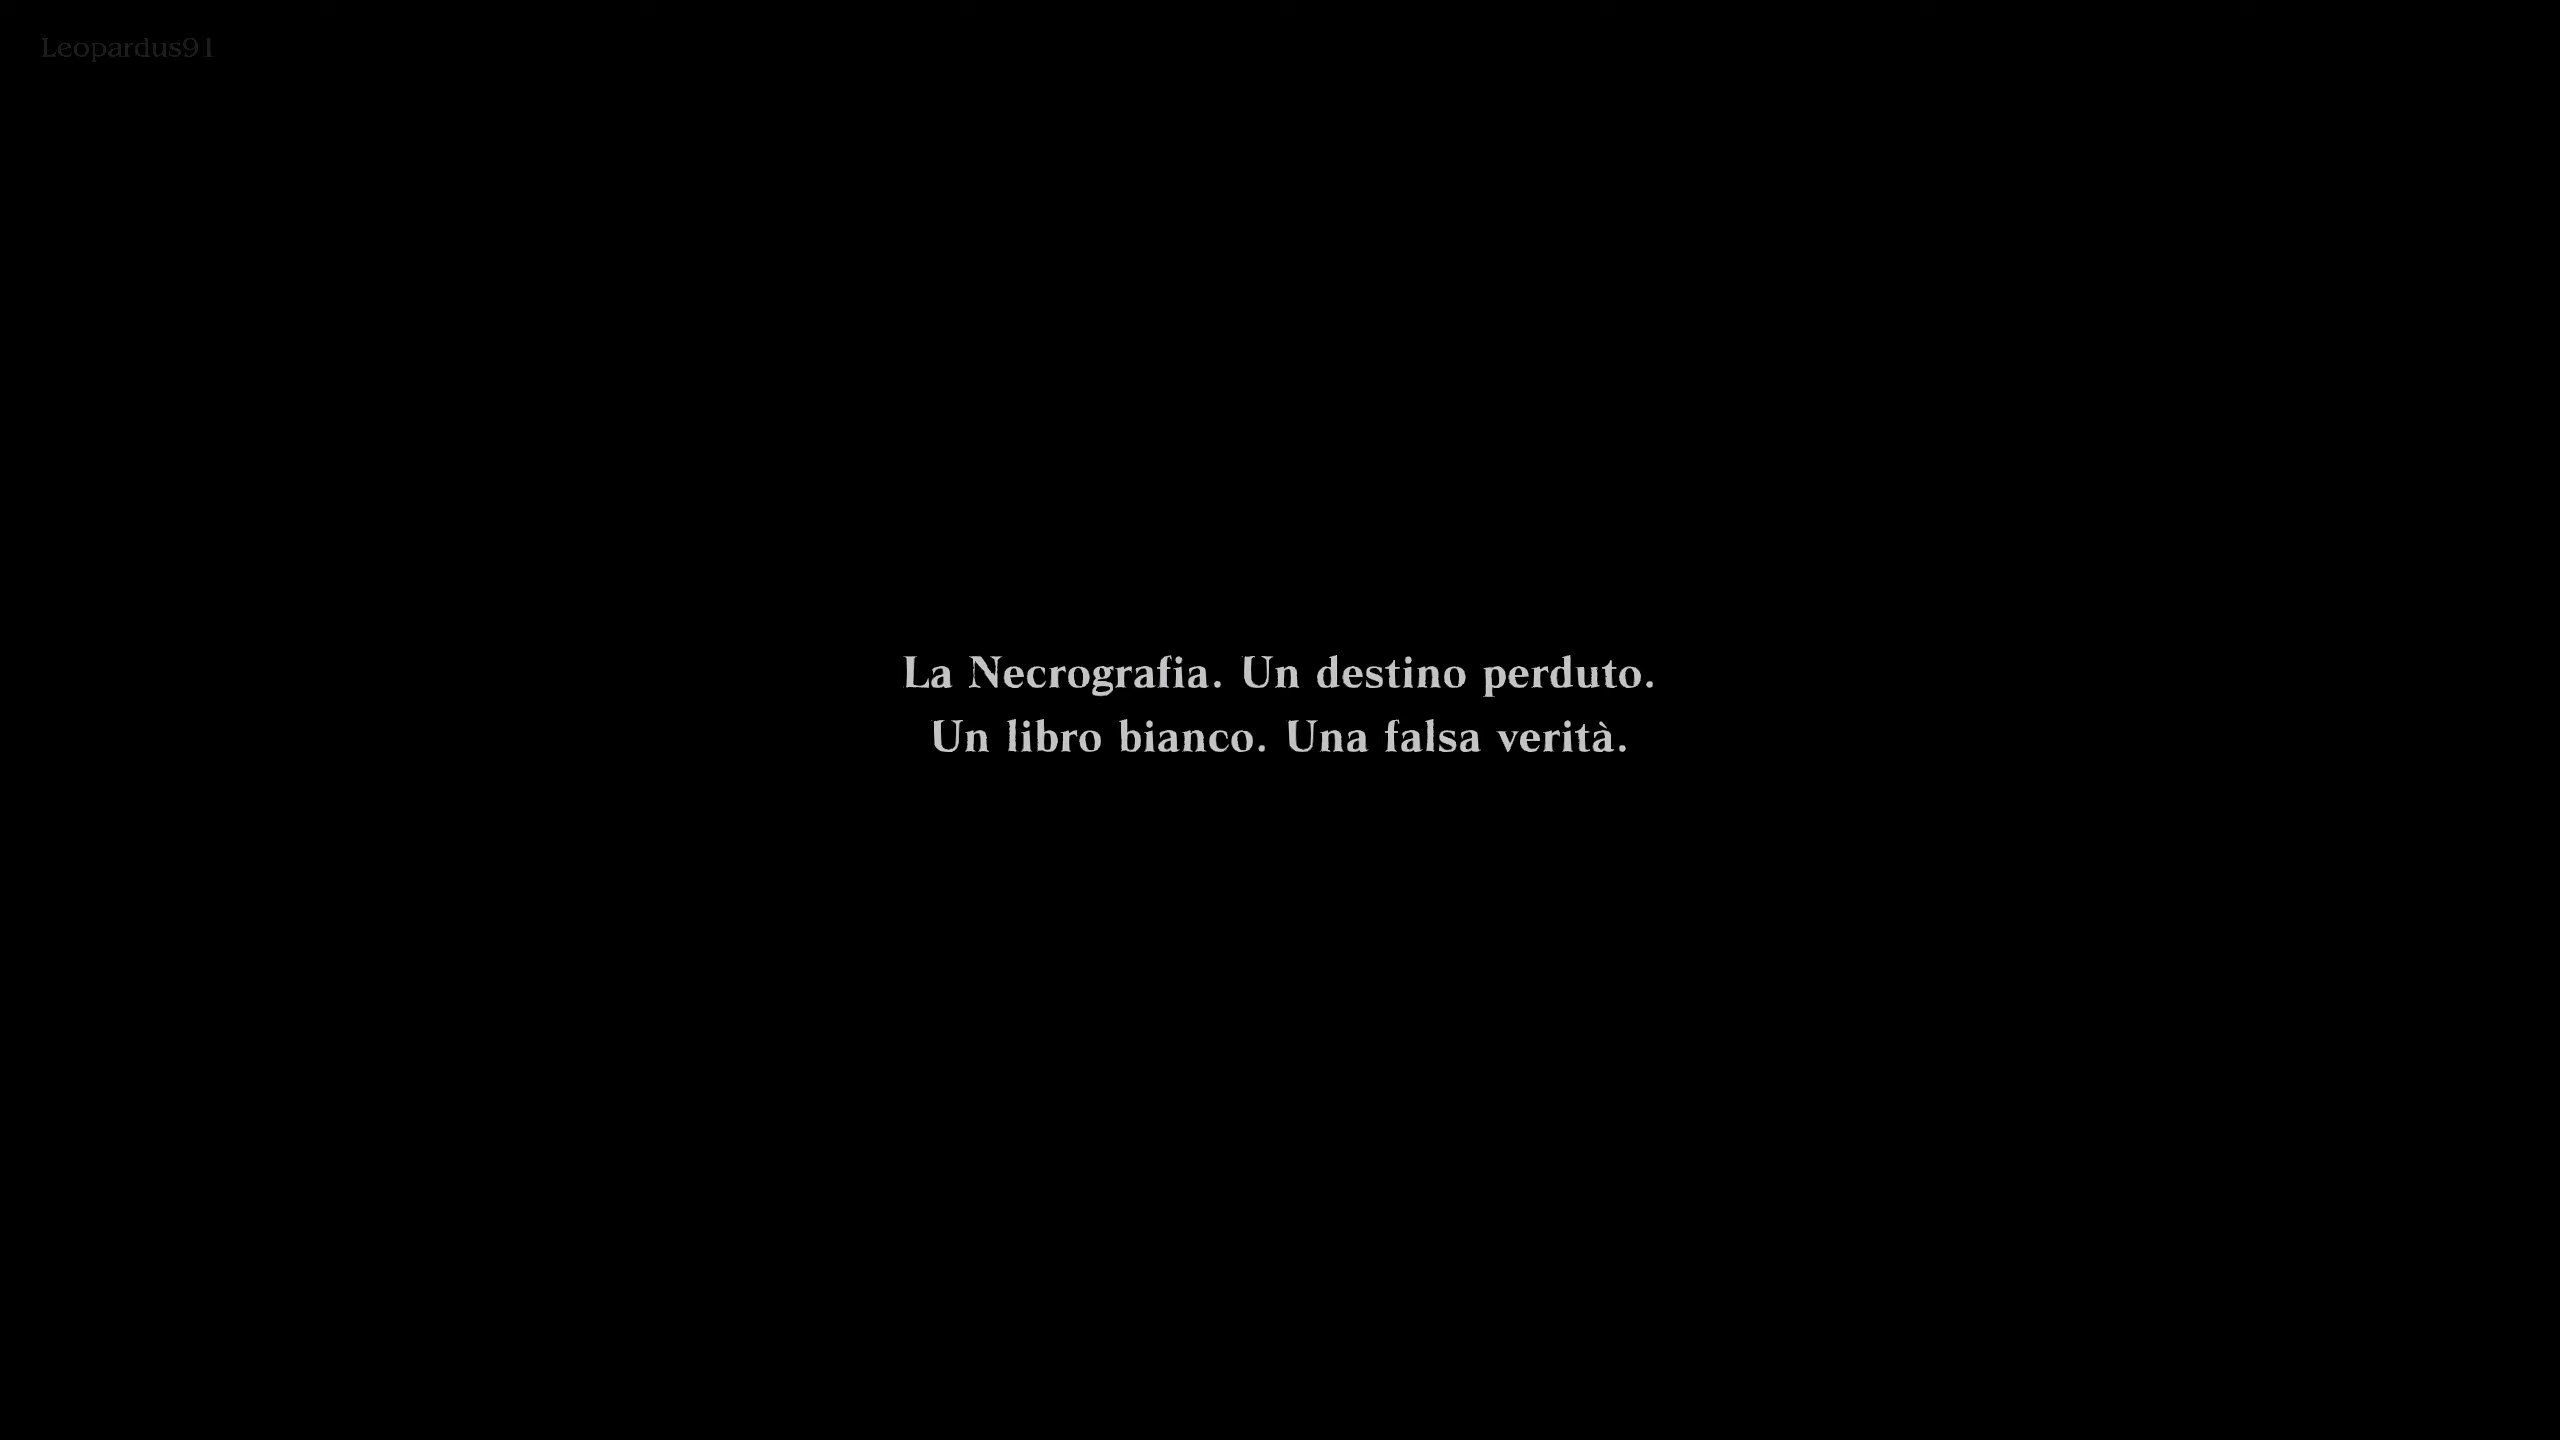 Leopardus91
La Necrografia. Un destino perduto.
Un libro bianco. Una falsa verità.